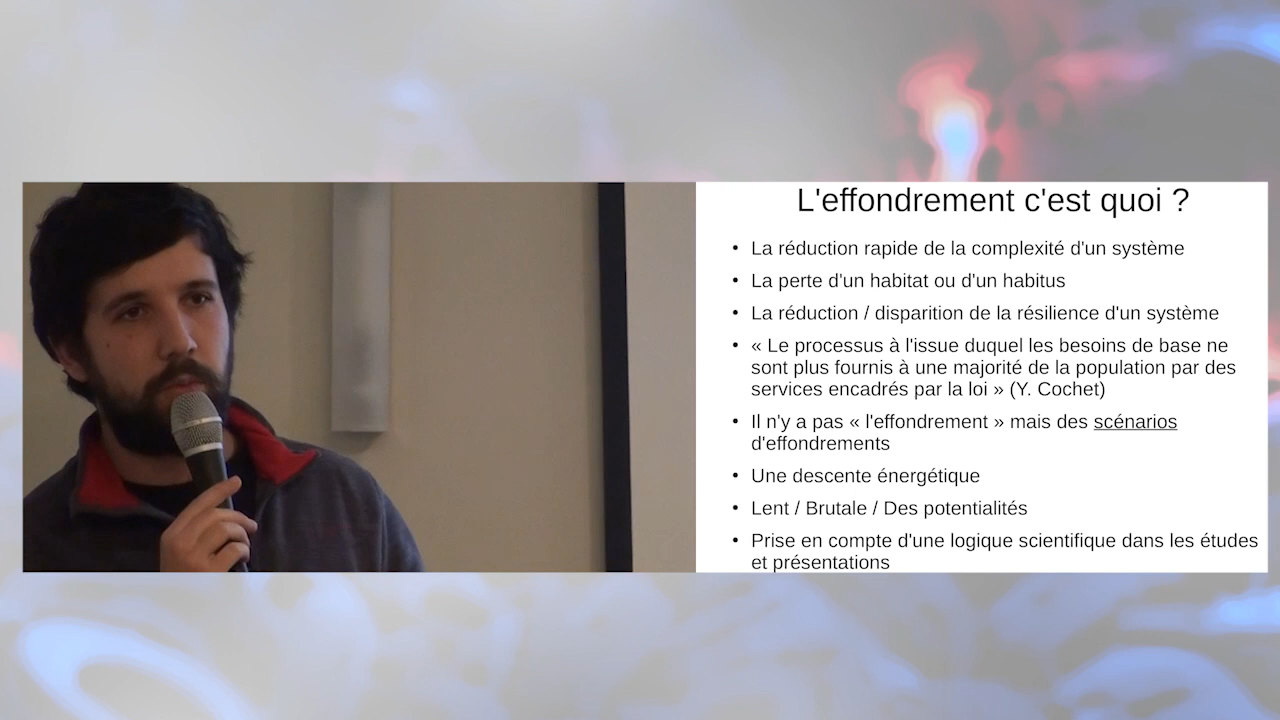 L'effondrement c'est quoi ?
• La réduction rapide de la complexité d'un système
• La perte d'un habitat ou d'un habitus
• La réduction / disparition de la résilience d'un système
• « Le processus à l'issue duquel les besoins de base ne
sont plus fournis à une majorité de la population par des
services encadrés par la loi » (Y. Cochet)
• Il n'y a pas « l'effondrement » mais des scénarios
d'effondrements
• Une descente énergétique
• Lent / Brutale / Des potentialités
• Prise en compte d'une logique scientifique dans les études
et présentations